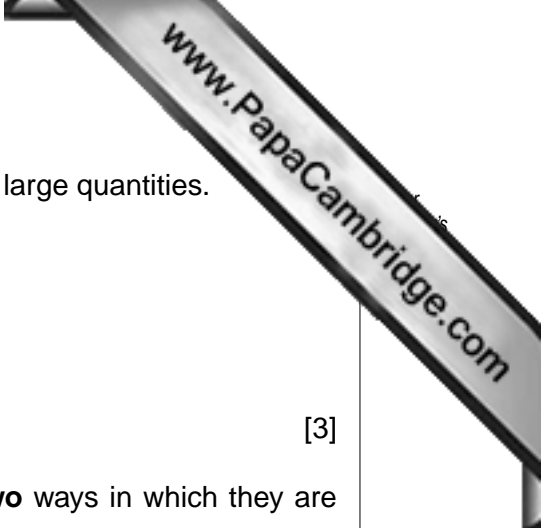 www.PapaCambridge.com
large quantities.
[3]
wo ways in which they are